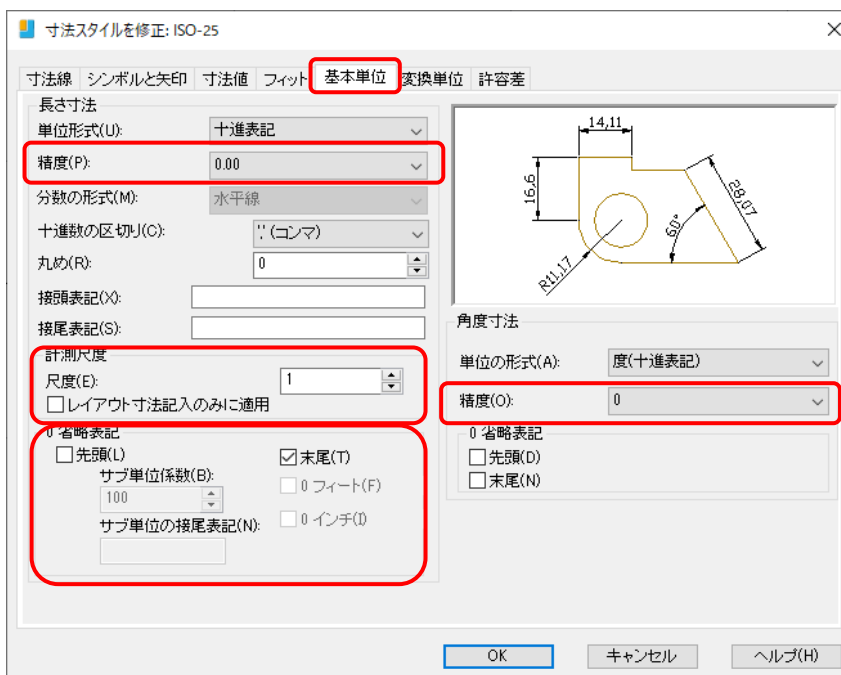 寸法スタイルを修正: ISO-25
寸法線 シンボルと矢印 寸法値 フィット 基本単位 変換単位 許容差
長さ寸法
単位形式(U): 十進表記
精度(P): 0.00
分数の形式(M): 水平線
十進数の区切り(C): ',' (コンマ)
丸め(R): 0
接頭表記(X):
接尾表記(S):
計測尺度
尺度(E): 1
レイアウト寸法記入のみに適用
0 省略表記
先頭(L) 末尾(T)
サブ単位係数(B): 0 フィート(F)
100
サブ単位の接尾表記(N): 0 インチ(I)
14,11
16,6
28,07
60°
R11,17
角度寸法
単位の形式(A): 度(十進表記)
精度(O): 0
0 省略表記
先頭(D)
末尾(N)
OK キャンセル ヘルプ(H)